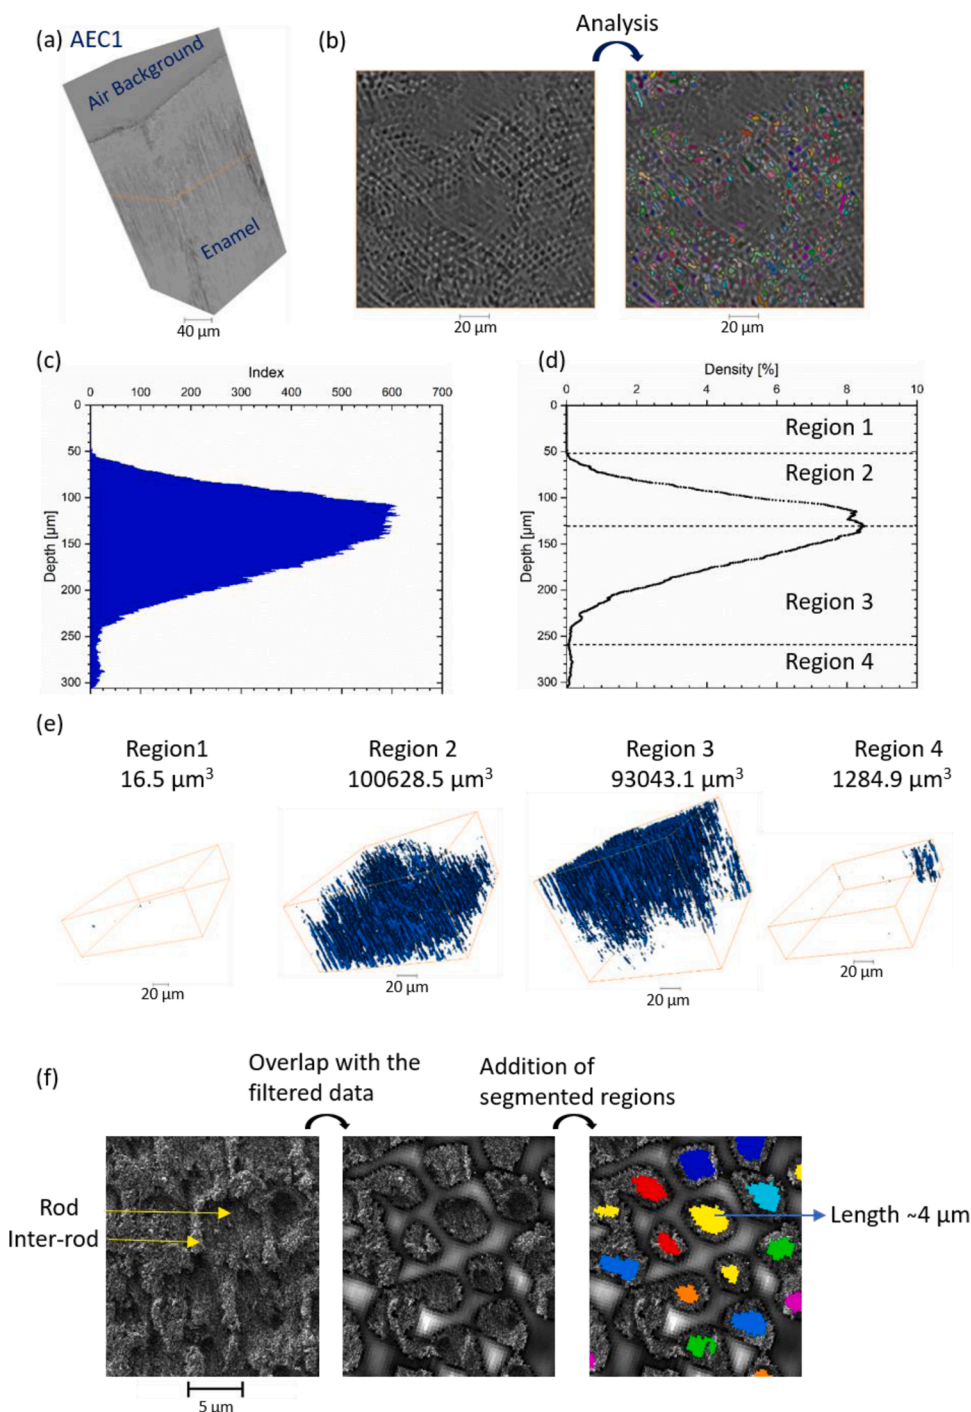 (a) AEC1
Air Background
Enamel
40 µm
(b)
Analysis
20 µm
20 µm
(c)
Index
0 100 200 300 400 500 600 700
Depth [µm]
0
50
100
150
200
250
300
(d)
Density [%]
0 2 4 6 8 10
Depth [µm]
0
50
100
150
200
250
300
Region 1
Region 2
Region 3
Region 4
(e)
Region1
16.5 µm³
20 µm
Region 2
100628.5 µm³
20 µm
Region 3
93043.1 µm³
20 µm
Region 4
1284.9 µm³
20 µm
(f)
Overlap with the
filtered data
Addition of
segmented regions
Rod
Inter-rod
Length ~4 µm
5 µm